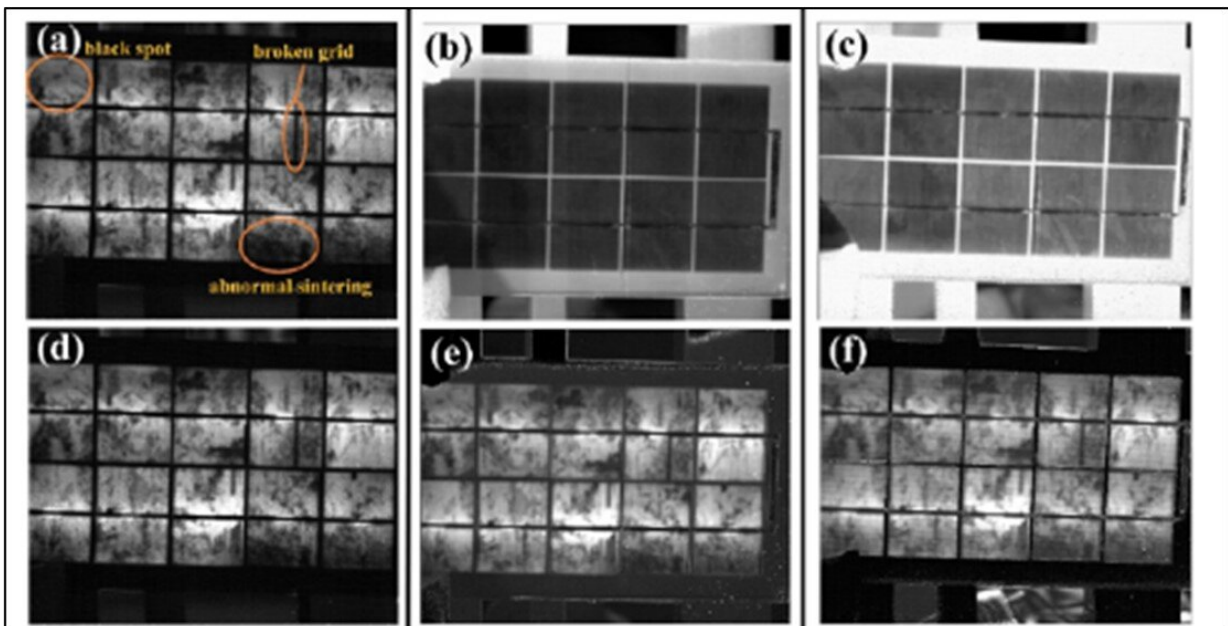 (a)
black spot
broken grid
(b)
(c)
abnormal sintering
(d)
(e)
(f)